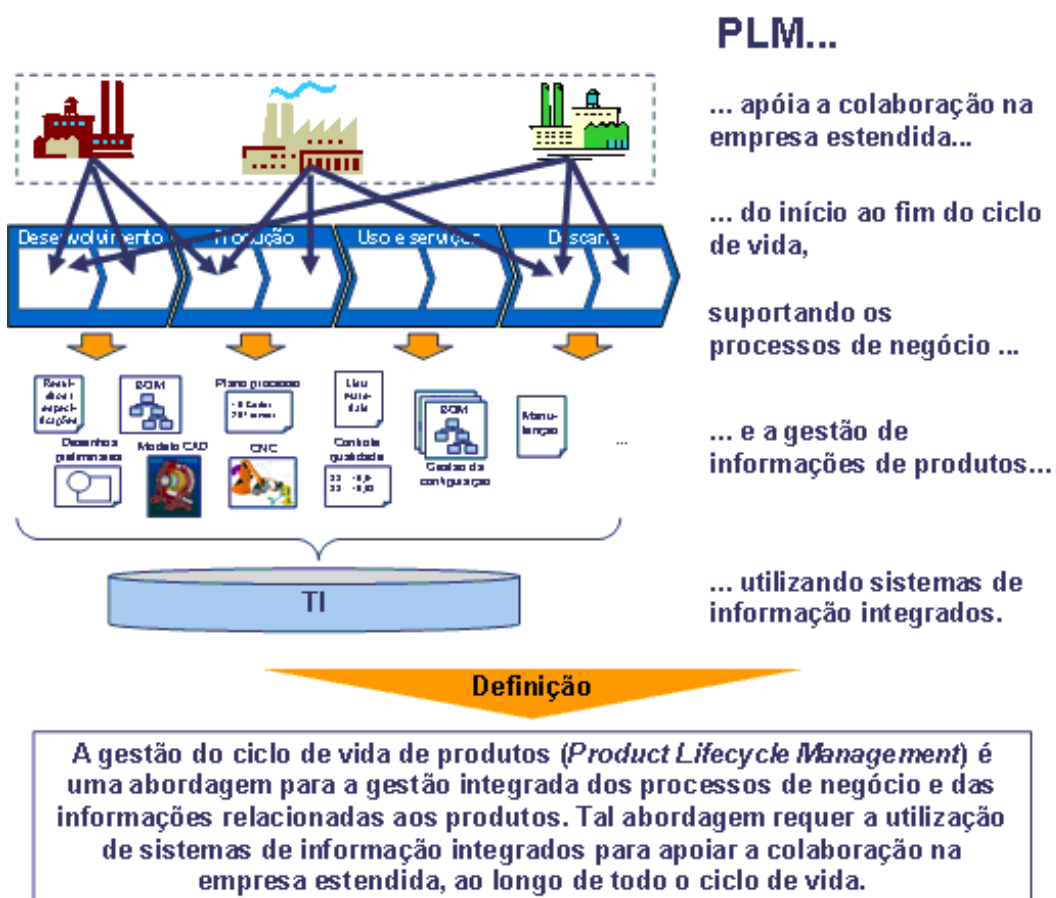 PLM...
... apóia a colaboração na
empresa estendida...
... do início ao fim do ciclo
de vida,
suportando os
processos de negócio ...
... e a gestão de
informações de produtos...
... utilizando sistemas de
informação integrados.
Desenvolvimento
Produção
Uso e serviços
Descarte
BOM
Plano processo
Desenhos
preliminares
Modelo CAD
CNC
Controle
qualidade
BOM
Gestão da
configuração
Manu-
tenção
...
TI
Definição
A gestão do ciclo de vida de produtos (Product Lifecycle Management) é
uma abordagem para a gestão integrada dos processos de negócio e das
informações relacionadas aos produtos. Tal abordagem requer a utilização
de sistemas de informação integrados para apoiar a colaboração na
empresa estendida, ao longo de todo o ciclo de vida.